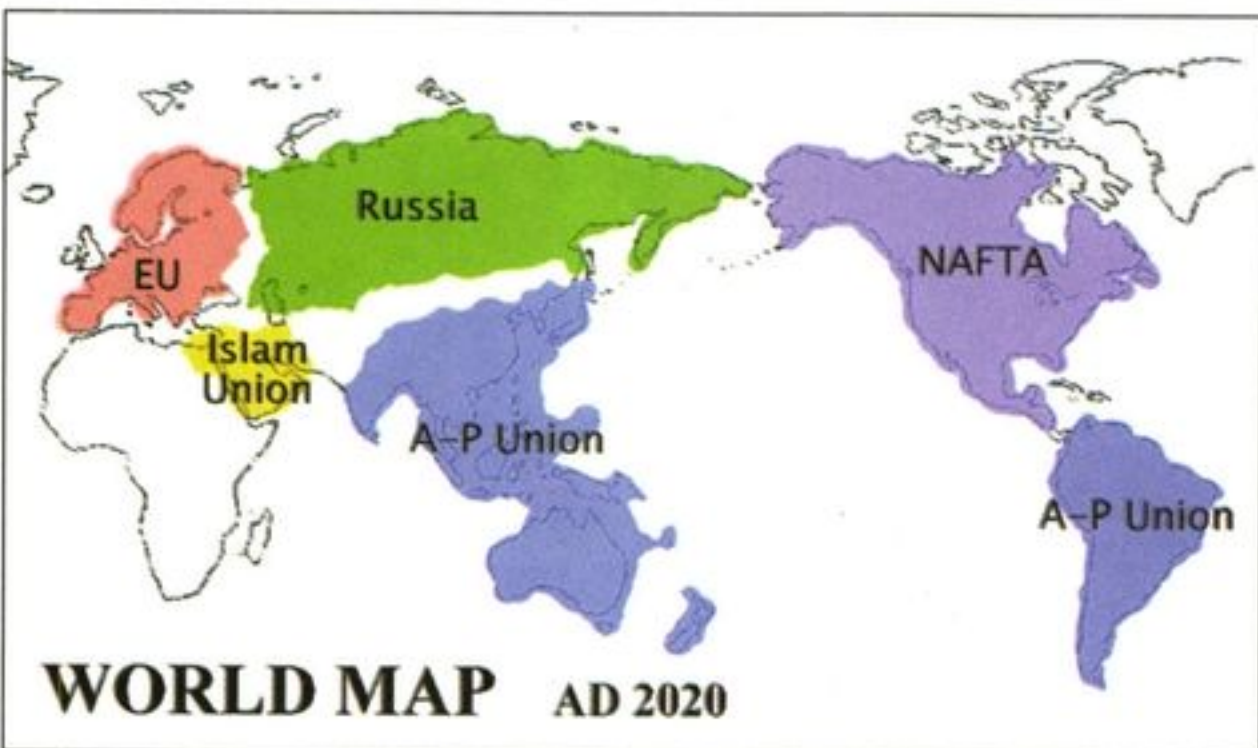 Russia
EU
NAFTA
Islam
Union
A-P Union
A-P Union
WORLD MAP AD 2020